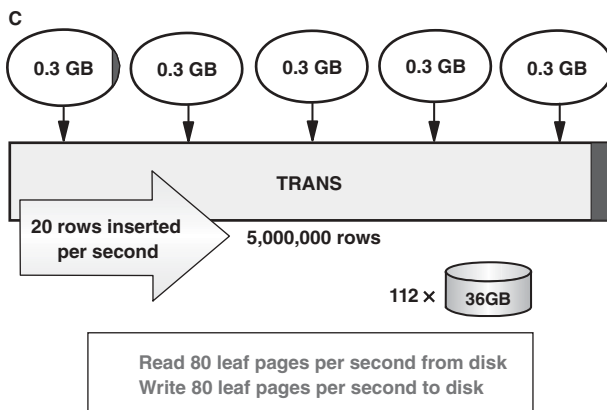 C
0.3 GB 0.3 GB 0.3 GB 0.3 GB 0.3 GB
TRANS
20 rows inserted
per second
5,000,000 rows
112 × 36GB
Read 80 leaf pages per second from disk
Write 80 leaf pages per second to disk